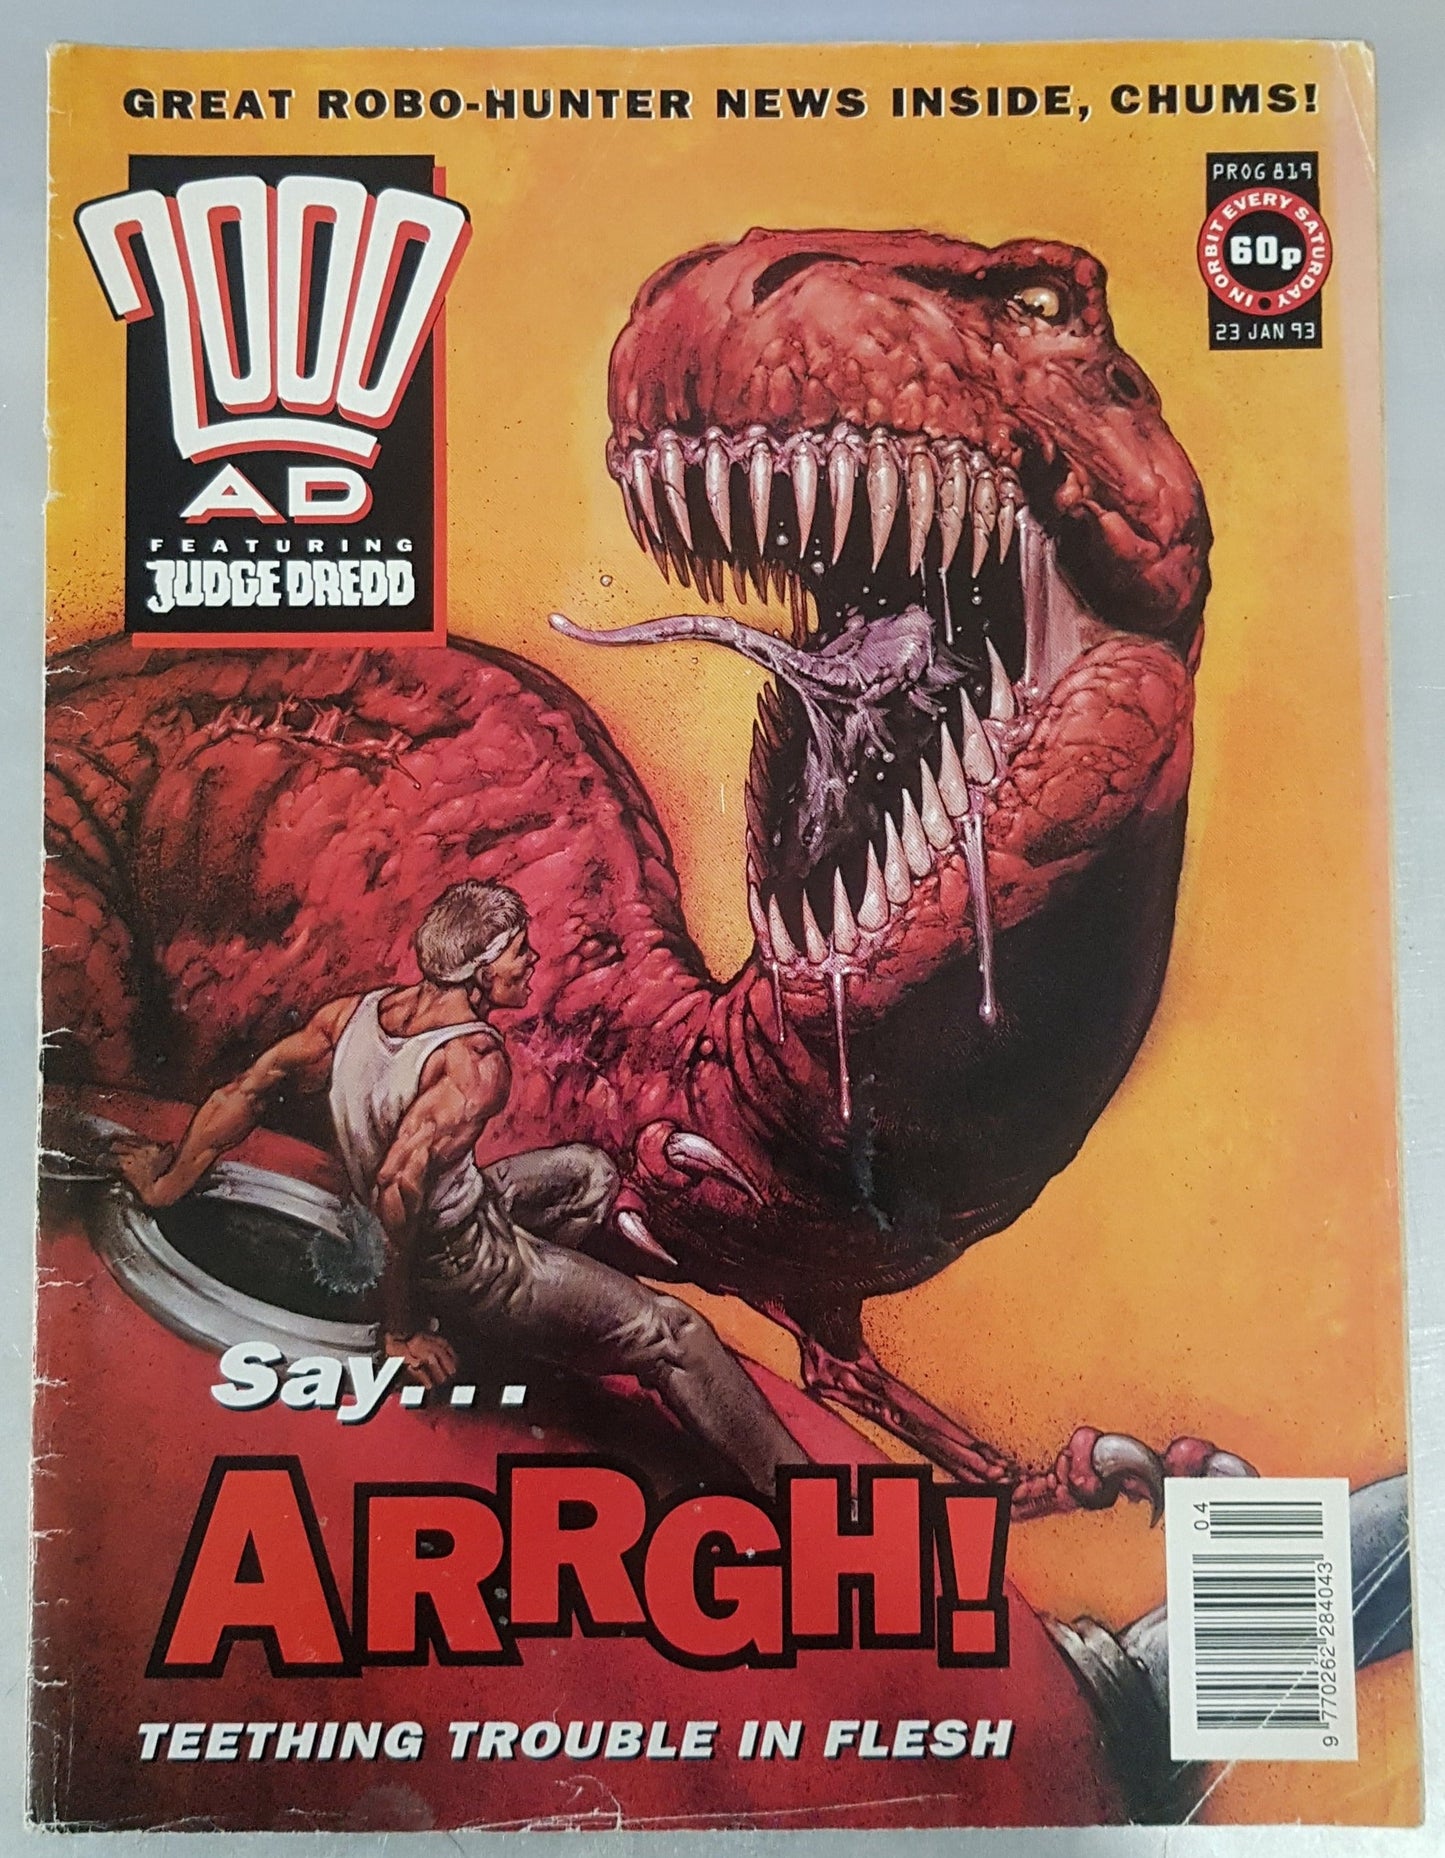 GREAT ROBO-HUNTER NEWS INSIDE, CHUMS!
2000
AD
FEATURING
JUDGE DREDD
PROG 819
IN ORBIT EVERY SATURDAY
60p
23 JAN 93
Say...
ARRGH!
TEETHING TROUBLE IN FLESH
04
9 770262 284043